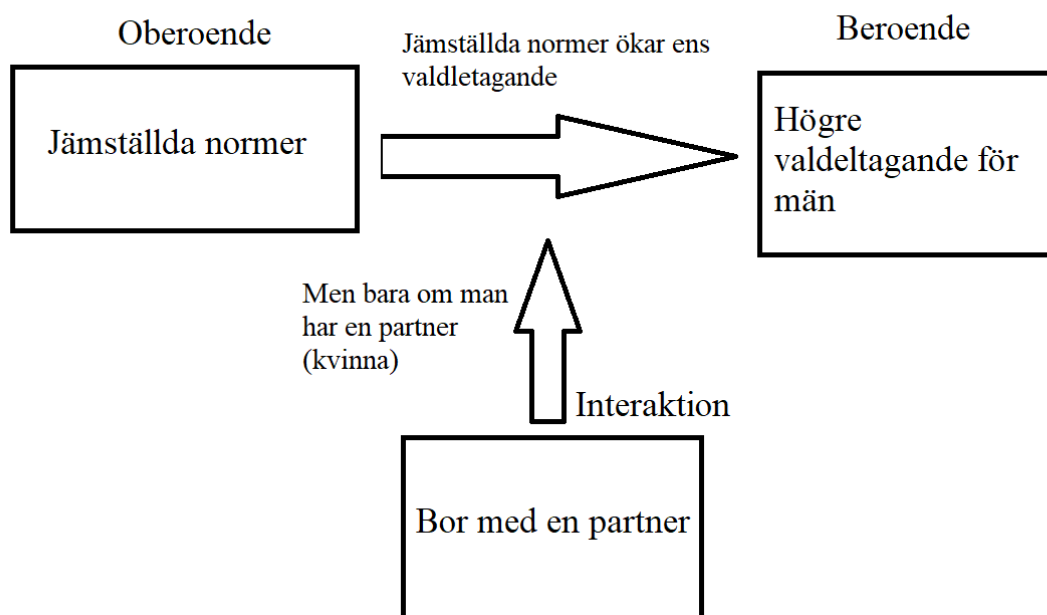 Oberoende
Jämställda normer ökar ens
valdletagande
Beroende
Jämställda normer
Högre
valdeltagande för
män
Men bara om man
har en partner
(kvinna)
Interaktion
Bor med en partner